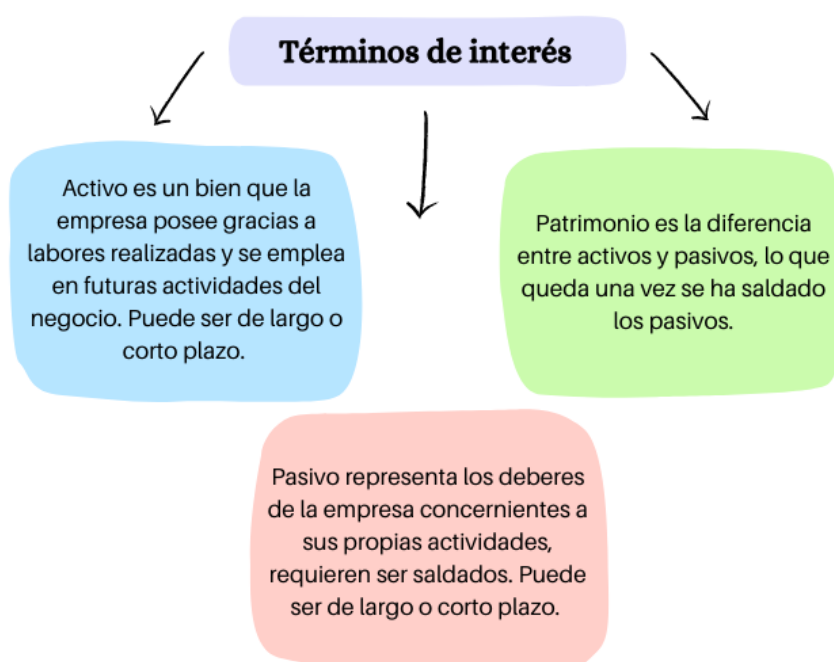 Términos de interés
Activo es un bien que la
empresa posee gracias a
labores realizadas y se emplea
en futuras actividades del
negocio. Puede ser de largo o
corto plazo.
Patrimonio es la diferencia
entre activos y pasivos, lo que
queda una vez se ha saldado
los pasivos.
Pasivo representa los deberes
de la empresa concernientes a
sus propias actividades,
requieren ser saldados. Puede
ser de largo o corto plazo.